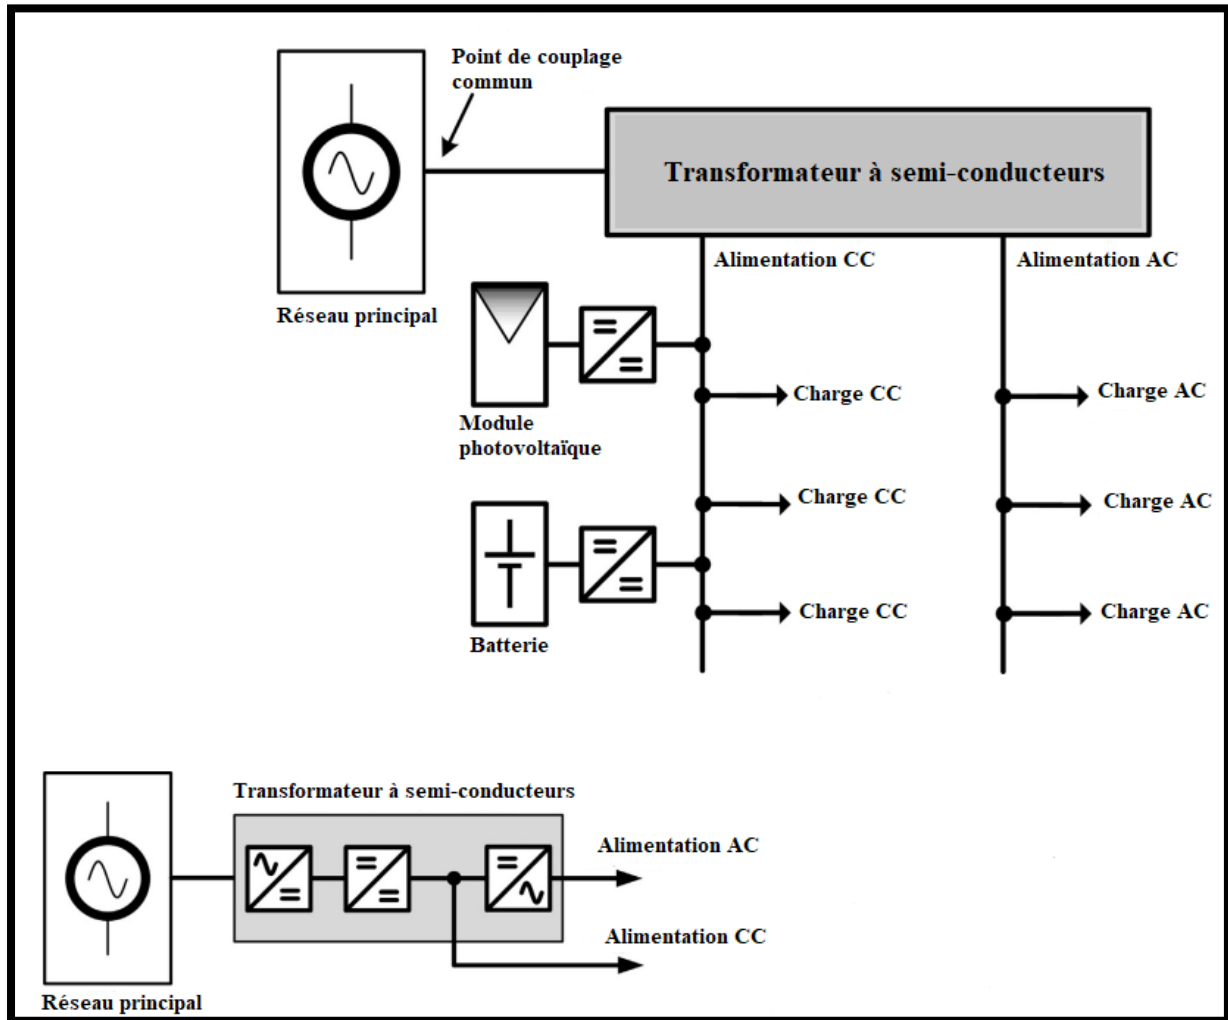 Point de couplage
commun
Transformateur à semi-conducteurs
Alimentation CC
Alimentation AC
Réseau principal
Charge CC
Charge AC
Module
photovoltaïque
Charge CC
Charge AC
Charge CC
Charge AC
Batterie
Transformateur à semi-conducteurs
Alimentation AC
Alimentation CC
Réseau principal